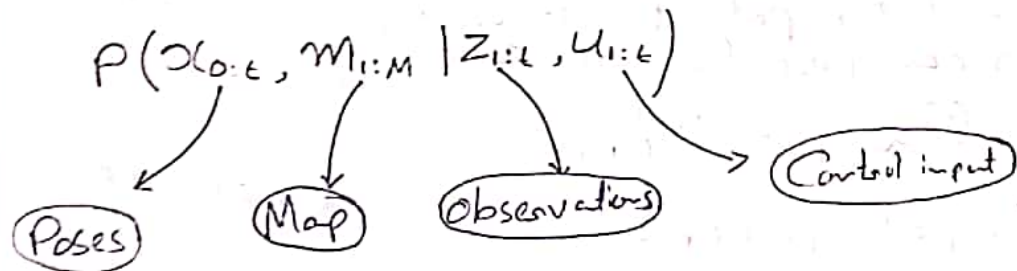 P(x₀:t, m₁:M | Z₁:t, U₁:t)
Poses Map Observations Control input